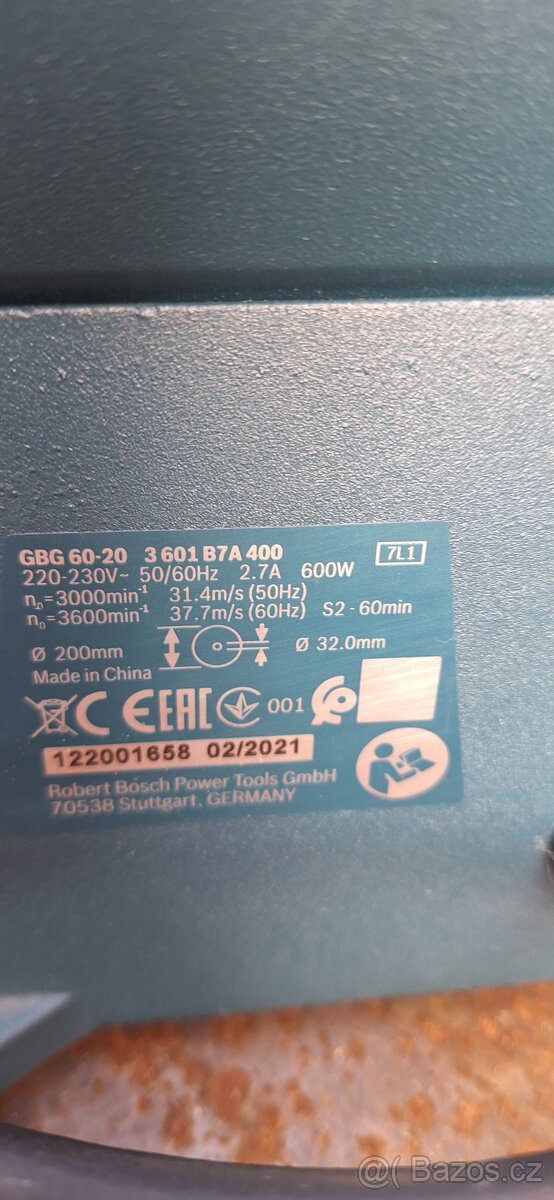 GBG 60-20 3 601 B7A 400 7L1
220-230V~ 50/60Hz 2.7A 600W
n₀=3000min⁻¹ 31.4m/s (50Hz)
n₀=3600min⁻¹ 37.7m/s (60Hz) S2-60min
Ø 200mm Ø 32.0mm
Made in China
CE EAC 001
122001658 02/2021
Robert Bosch Power Tools GmbH
70538 Stuttgart, GERMANY
@ Bazos.cz